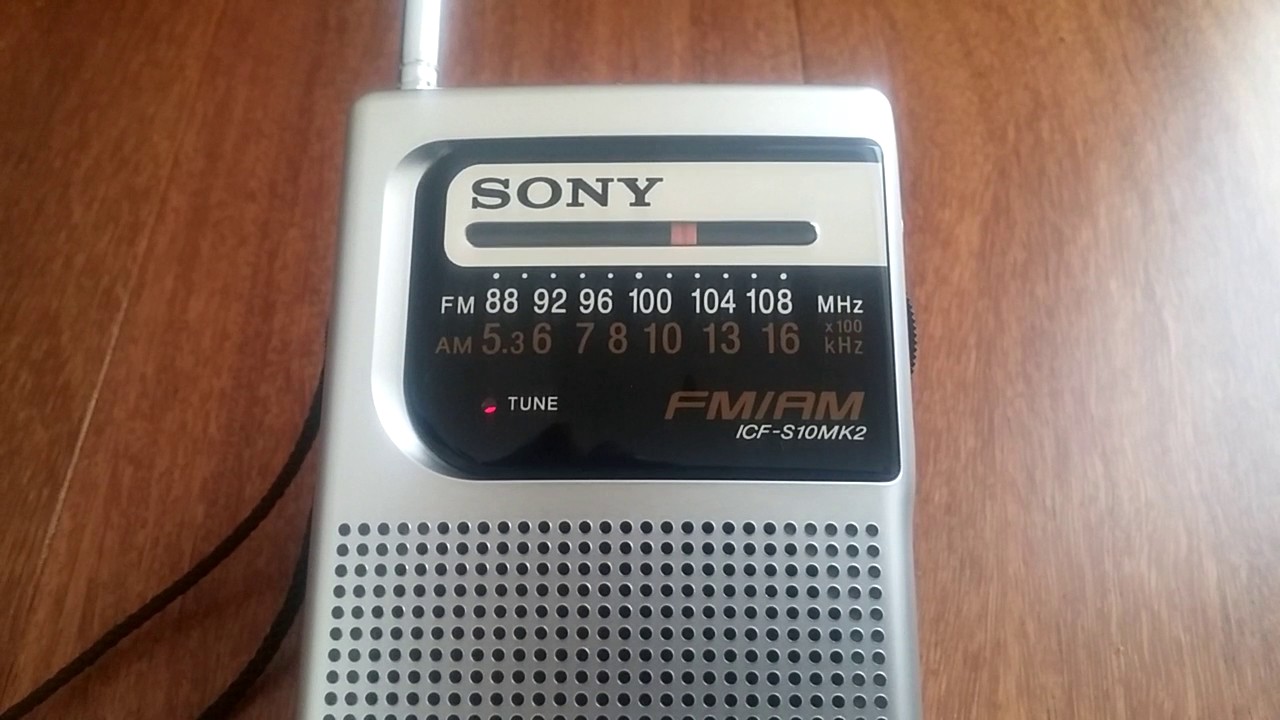 SONY
FM 88 92 96 100 104 108 MHz
AM 5.3 6 7 8 10 13 16 x100 kHz
TUNE
FM/AM
ICF-S10MK2